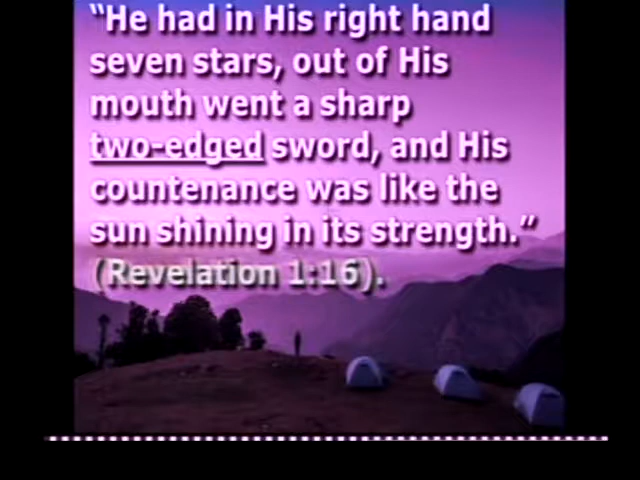 “He had in His right hand
seven stars, out of His
mouth went a sharp
two-edged sword, and His
countenance was like the
sun shining in its strength.”
(Revelation 1:16).